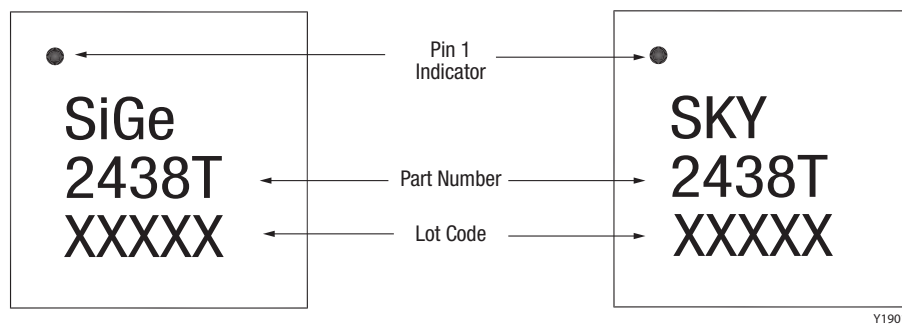 SiGe
2438T
XXXXX
Pin 1
Indicator
Part Number
Lot Code
SKY
2438T
XXXXX
Y190